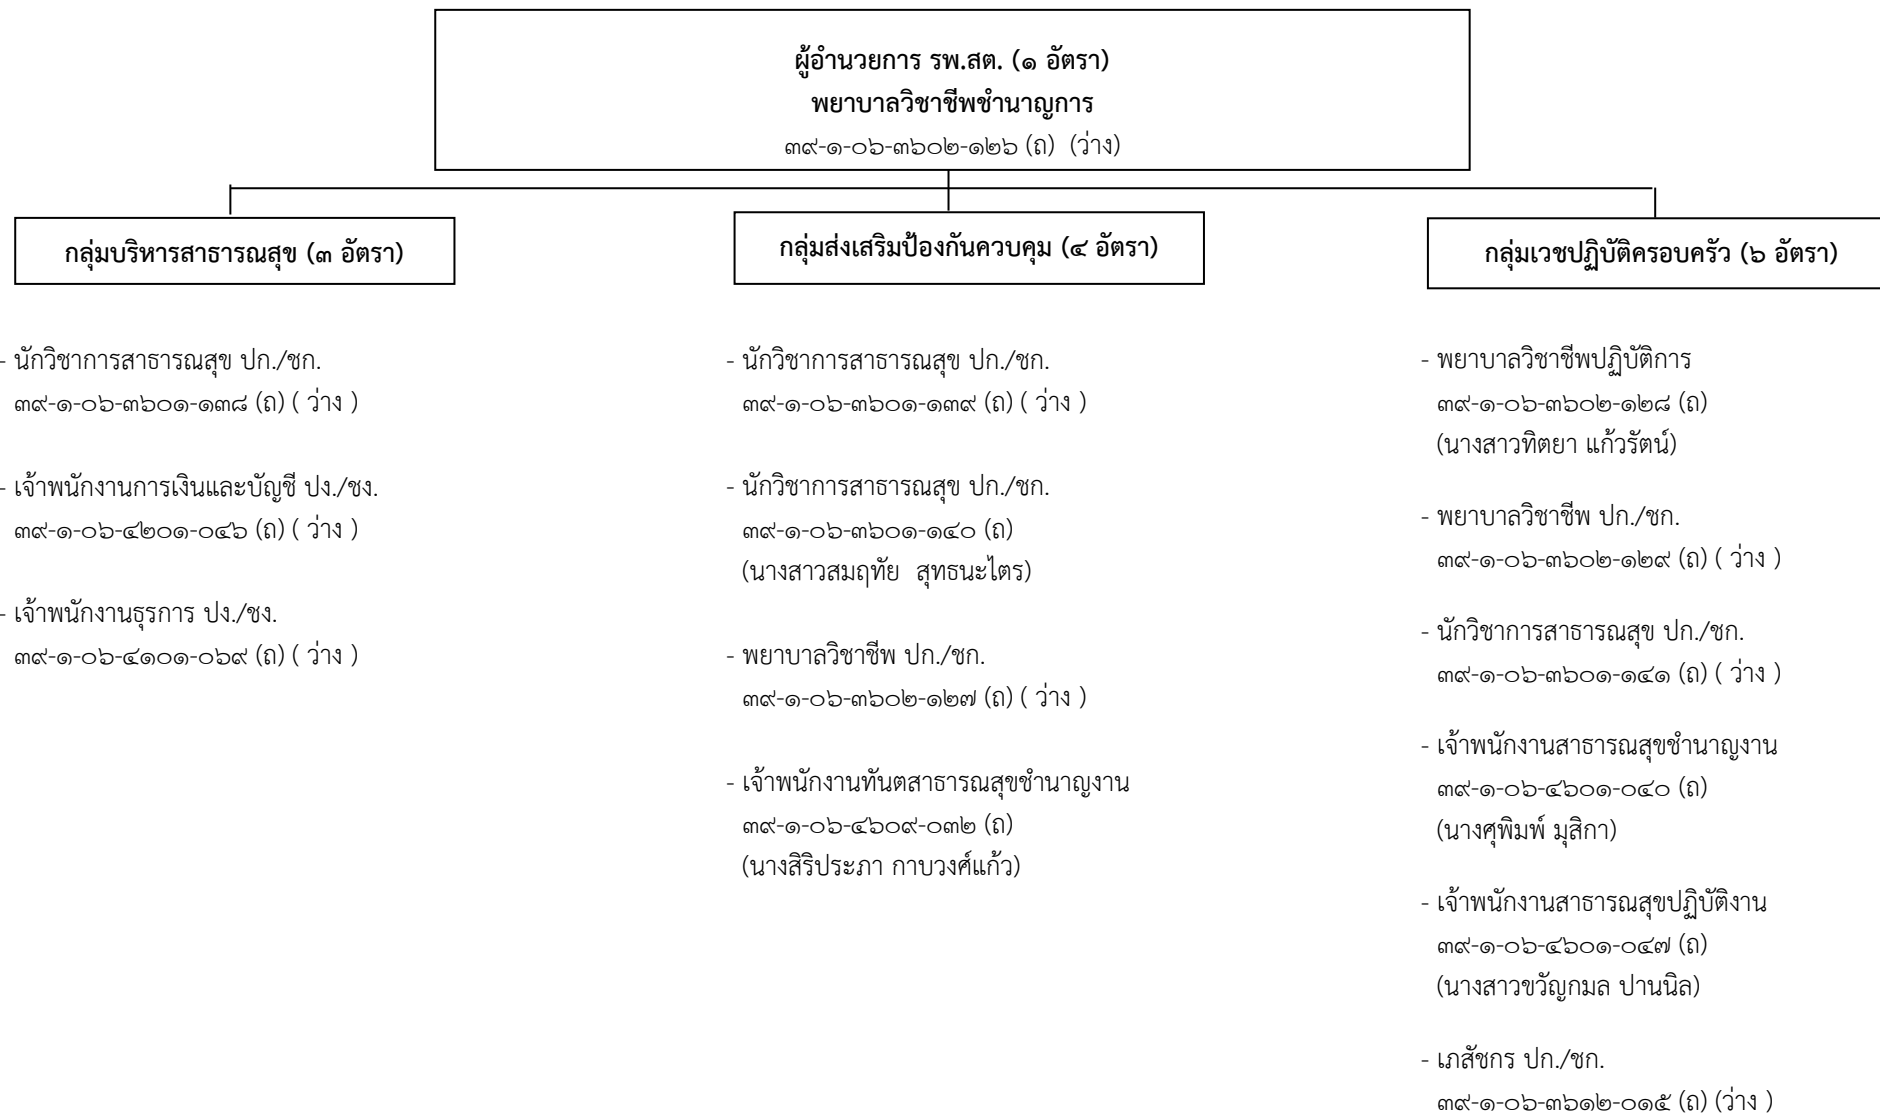 ผู้อำนวยการ รพ.สต. (๑ อัตรา)
พยาบาลวิชาชีพชำนาญการ
๓๙-๑-๐๖-๓๖๐๒-๑๒๖ (ถ) (ว่าง)
กลุ่มบริหารสาธารณสุข (๓ อัตรา)
- นักวิชาการสาธารณสุข ปก./ชก.
๓๙-๑-๐๖-๓๖๐๑-๑๓๘ (ถ) ( ว่าง )
- เจ้าพนักงานการเงินและบัญชี ปง./ชง.
๓๙-๑-๐๖-๔๒๐๑-๐๔๖ (ถ) ( ว่าง )
- เจ้าพนักงานธุรการ ปง./ชง.
๓๙-๑-๐๖-๔๑๐๑-๐๖๙ (ถ) ( ว่าง )
กลุ่มส่งเสริมป้องกันควบคุม (๔ อัตรา)
- นักวิชาการสาธารณสุข ปก./ชก.
๓๙-๑-๐๖-๓๖๐๑-๑๓๙ (ถ) ( ว่าง )
- นักวิชาการสาธารณสุข ปก./ชก.
๓๙-๑-๐๖-๓๖๐๑-๑๔๐ (ถ)
(นางสาวสมฤทัย สุทธนะไตร)
- พยาบาลวิชาชีพ ปก./ชก.
๓๙-๑-๐๖-๓๖๐๒-๑๒๗ (ถ) ( ว่าง )
- เจ้าพนักงานทันตสาธารณสุขชำนาญงาน
๓๙-๑-๐๖-๔๖๐๙-๐๓๒ (ถ)
(นางสิริประภา กาบวงศ์แก้ว)
กลุ่มเวชปฏิบัติครอบครัว (๖ อัตรา)
- พยาบาลวิชาชีพปฏิบัติการ
๓๙-๑-๐๖-๓๖๐๒-๑๒๘ (ถ)
(นางสาวทิตยา แก้วรัตน์)
- พยาบาลวิชาชีพ ปก./ชก.
๓๙-๑-๐๖-๓๖๐๒-๑๒๙ (ถ) ( ว่าง )
- นักวิชาการสาธารณสุข ปก./ชก.
๓๙-๑-๐๖-๓๖๐๑-๑๔๑ (ถ) ( ว่าง )
- เจ้าพนักงานสาธารณสุขชำนาญงาน
๓๙-๑-๐๖-๔๖๐๑-๐๔๐ (ถ)
(นางศุพิมพ์ มุสิกา)
- เจ้าพนักงานสาธารณสุขปฏิบัติงาน
๓๙-๑-๐๖-๔๖๐๑-๐๔๗ (ถ)
(นางสาวขวัญกมล ปานนิล)
- เภสัชกร ปก./ชก.
๓๙-๑-๐๖-๓๖๑๒-๐๑๕ (ถ) (ว่าง )